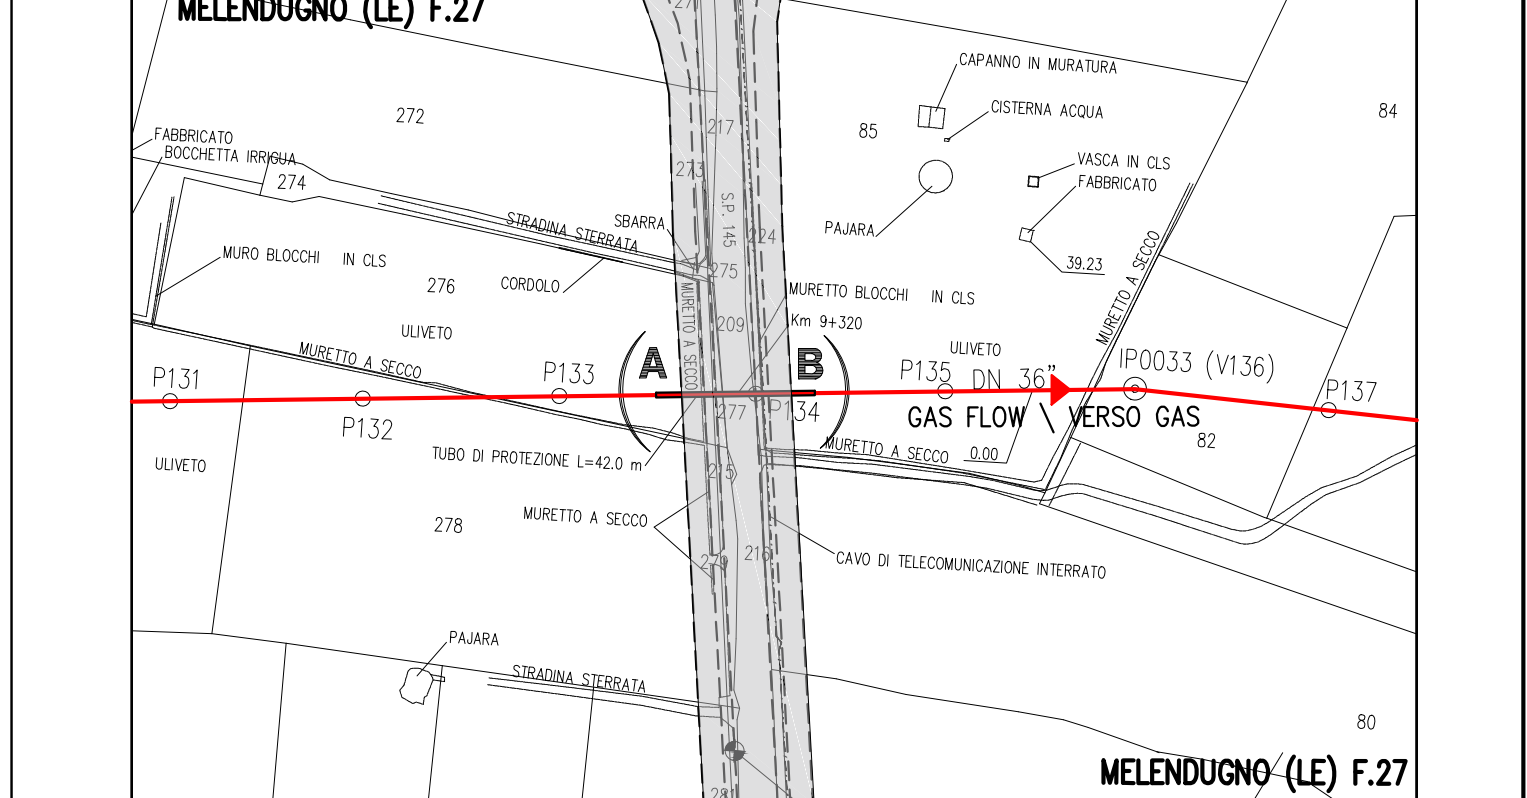 MELENDUGNO (LE) F.27
CAPANNO IN MURATURA
CISTERNA ACQUA
272
217
85
84
FABBRICATO
BOCCHETTA IRRIGUA
274
273
VASCA IN CLS
FABBRICATO
S.P. 145
STRADINA STERRATA
SBARRA
224
PAJARA
39.23
MURETTO A SECCO
MURO BLOCCHI IN CLS
276
CORDOLO
275
MURETTO A SECCO
MURETTO BLOCCHI IN CLS
209
Km 9+320
ULIVETO
MURETTO A SECCO
ULIVETO
A
B
P131
P133
P135
DN 36"
IP0033 (V136)
P137
P132
277
P134
GAS FLOW \ VERSO GAS
82
ULIVETO
TUBO DI PROTEZIONE L=42.0 m
215
MURETTO A SECCO
0.00
278
MURETTO A SECCO
279
216
CAVO DI TELECOMUNICAZIONE INTERRATO
PAJARA
STRADINA STERRATA
80
MELENDUGNO (LE) F.27
281